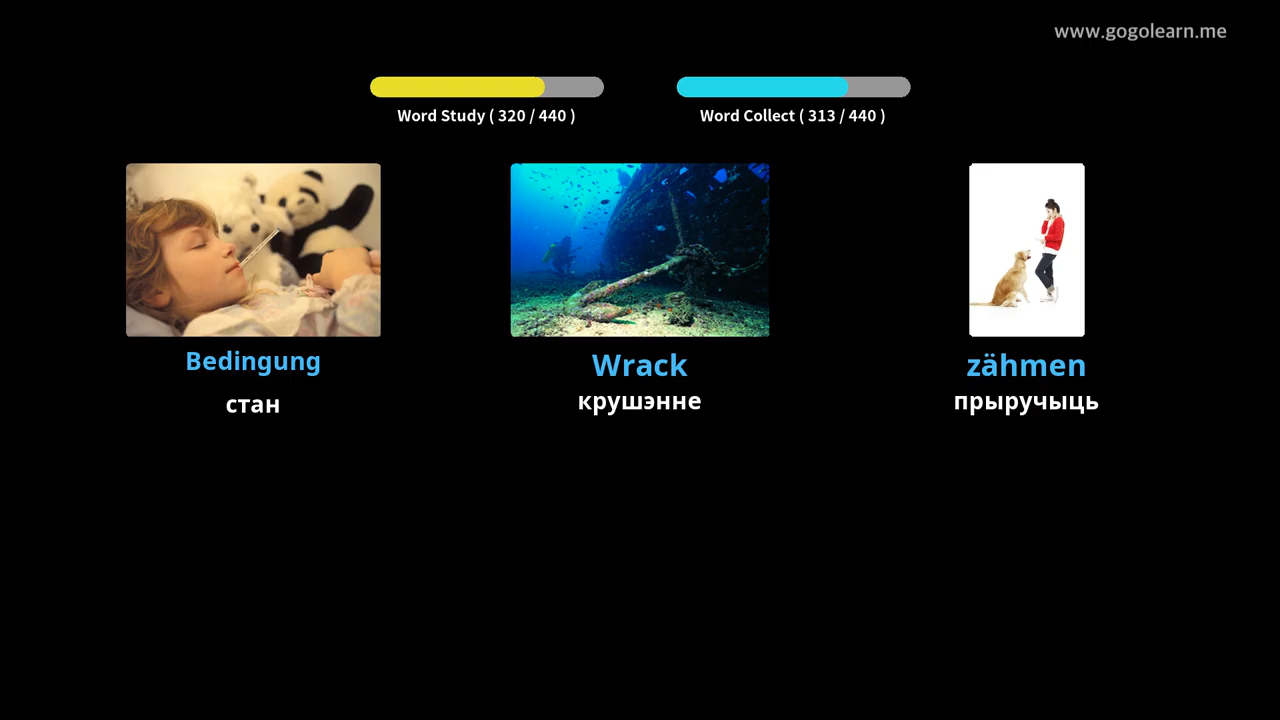 www.gogolearn.me
Word Study ( 320 / 440 )
Word Collect ( 313 / 440 )
Bedingung
стан
Wrack
крушэнне
zähmen
прыручыць